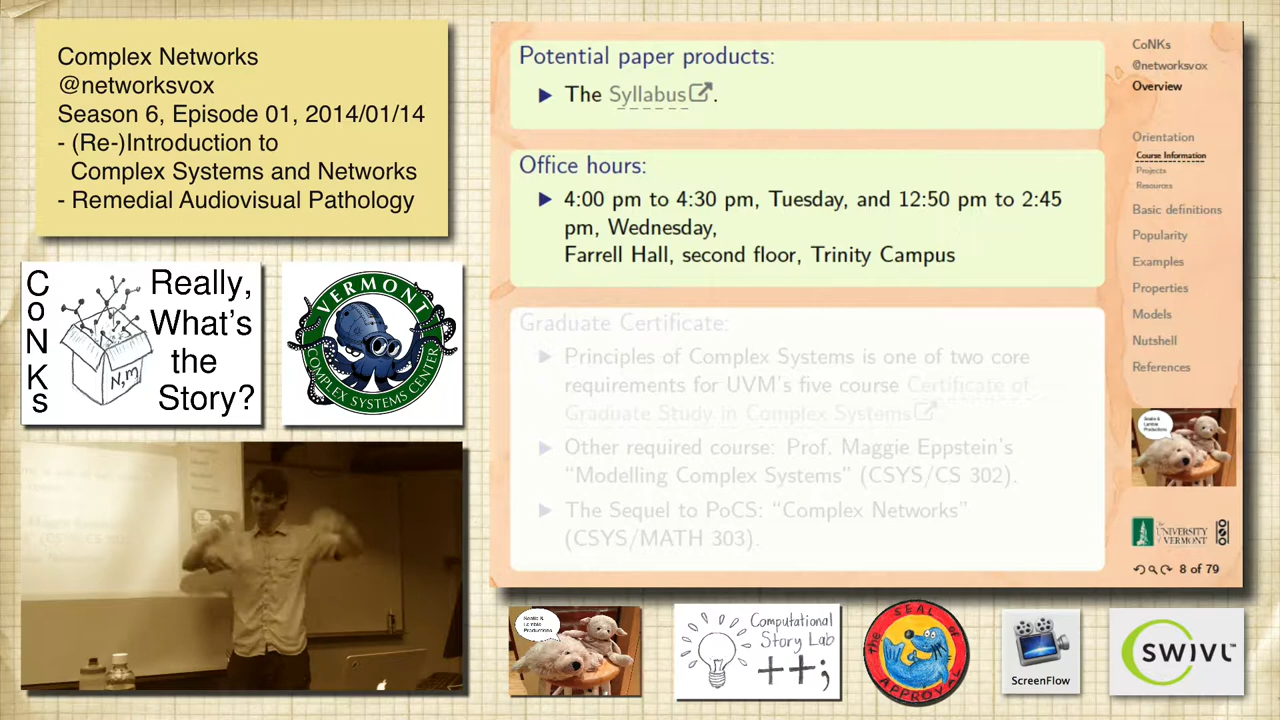 Complex Networks
@networksvox
Season 6, Episode 01, 2014/01/14
- (Re-)Introduction to
Complex Systems and Networks
- Remedial Audiovisual Pathology
CoNKs
Really,
What's
the
Story?
N,m
VERMONT
COMPLEX SYSTEMS CENTER
Potential paper products:
The Syllabus.
Office hours:
4:00 pm to 4:30 pm, Tuesday, and 12:50 pm to 2:45
pm, Wednesday,
Farrell Hall, second floor, Trinity Campus
Graduate Certificate:
Principles of Complex Systems is one of two core
requirements for UVM's five course Certificate of
Graduate Study in Complex Systems
Other required course: Prof. Maggie Eppstein's
"Modelling Complex Systems" (CSYS/CS 302).
The Sequel to PoCS: "Complex Networks"
(CSYS/MATH 303).
CoNKs
@networksvox
Overview
Orientation
Course Information
Projects
Resources
Basic definitions
Popularity
Examples
Properties
Models
Nutshell
References
The
UNIVERSITY
of VERMONT
8 of 79
Computational
Story Lab
++;
the SEAL of
APPROVAL
ScreenFlow
SWIVL™